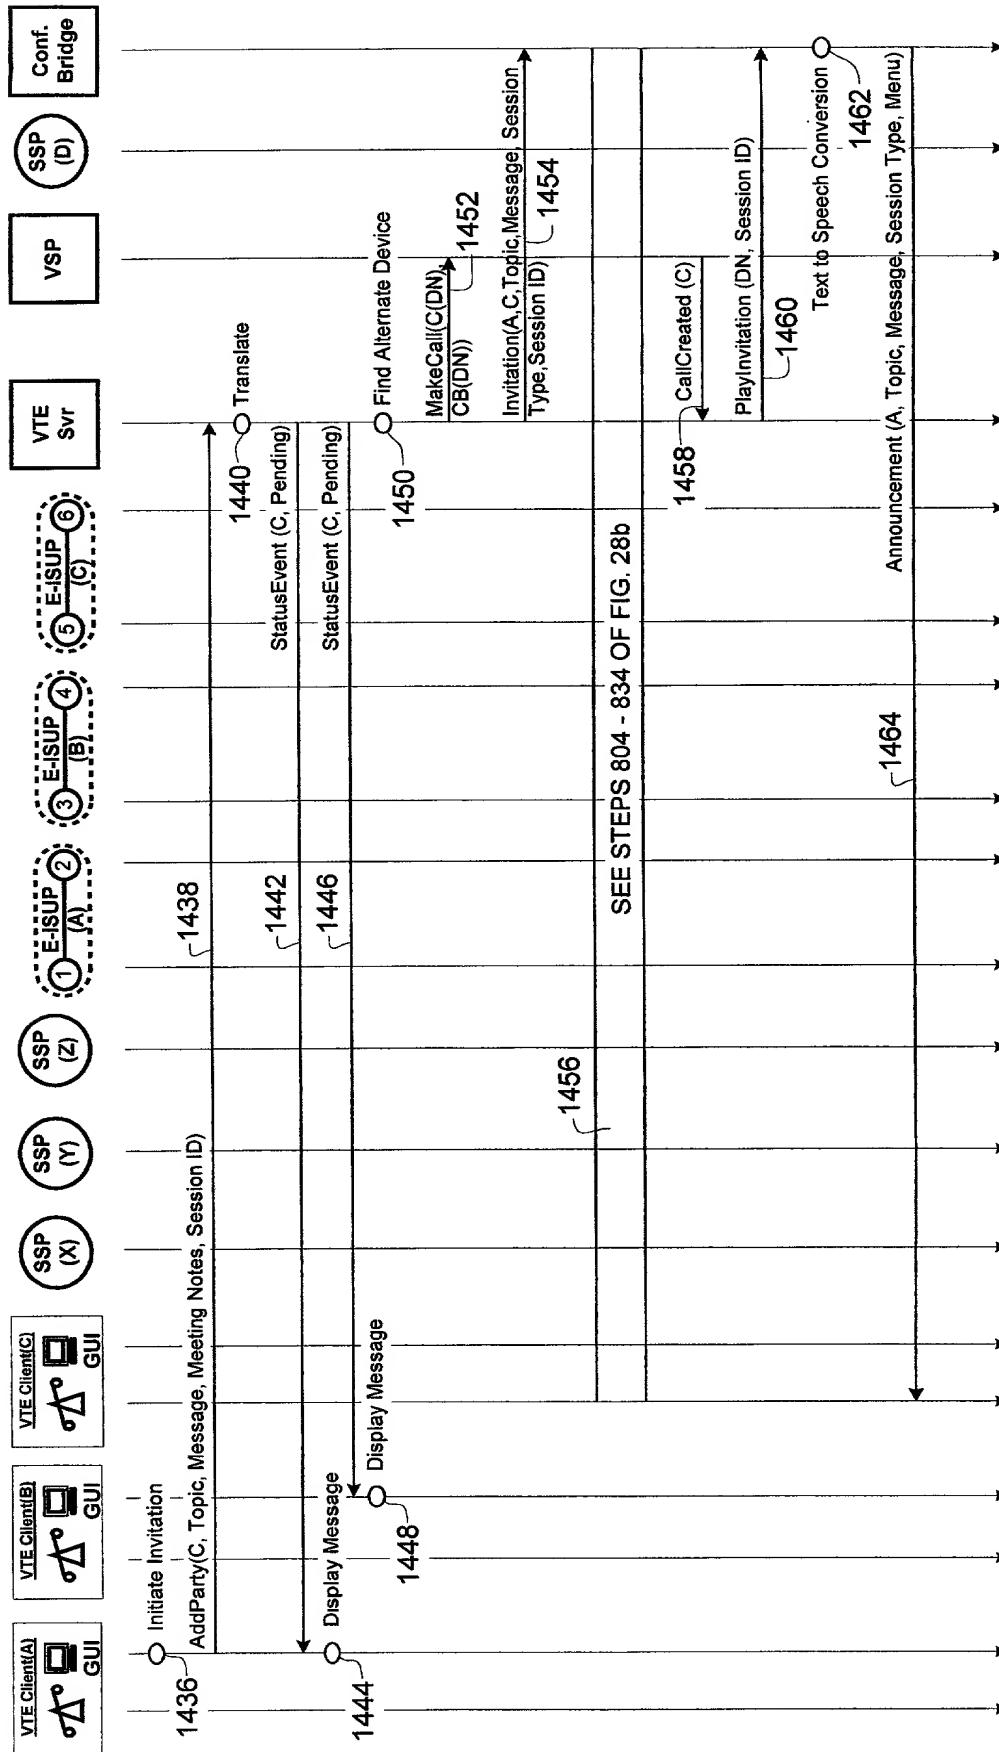 VTE Client(A)
GUI
VTE Client(B)
GUI
VTE Client(C)
GUI
SSP
(X)
SSP
(Y)
SSP
(Z)
1
E-ISUP
(A)
2
3
E-ISUP
(B)
4
5
E-ISUP
(C)
6
VTE
Svr
VSP
SSP
(D)
Conf.
Bridge
Initiate Invitation
1436
AddParty(C, Topic, Message, Meeting Notes, Session ID)
1438
Translate
1440
StatusEvent (C, Pending)
1442
Display Message
1444
StatusEvent (C, Pending)
1446
Display Message
1448
Find Alternate Device
1450
MakeCall(C(DN),
CB(DN))
1452
Invitation(A,C,Topic,Message, Session
Type,Session ID)
1454
SEE STEPS 804 - 834 OF FIG. 28b
1456
CallCreated (C)
1458
PlayInvitation (DN, Session ID)
1460
Text to Speech Conversion
1462
Announcement (A, Topic, Message, Session Type, Menu)
1464